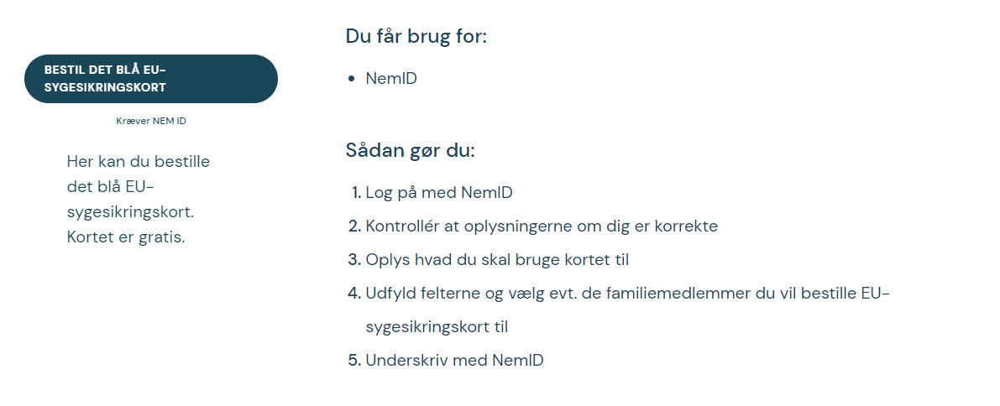 BESTIL DET BLÅ EU-
SYGESIKRINGSKORT
Kræver NEM ID
Her kan du bestille
det blå EU-
sygesikringskort.
Kortet er gratis.
Du får brug for:
• NemID
Sådan gør du:
1. Log på med NemID
2. Kontrollér at oplysningerne om dig er korrekte
3. Oplys hvad du skal bruge kortet til
4. Udfyld felterne og vælg evt. de familiemedlemmer du vil bestille EU-
sygesikringskort til
5. Underskriv med NemID